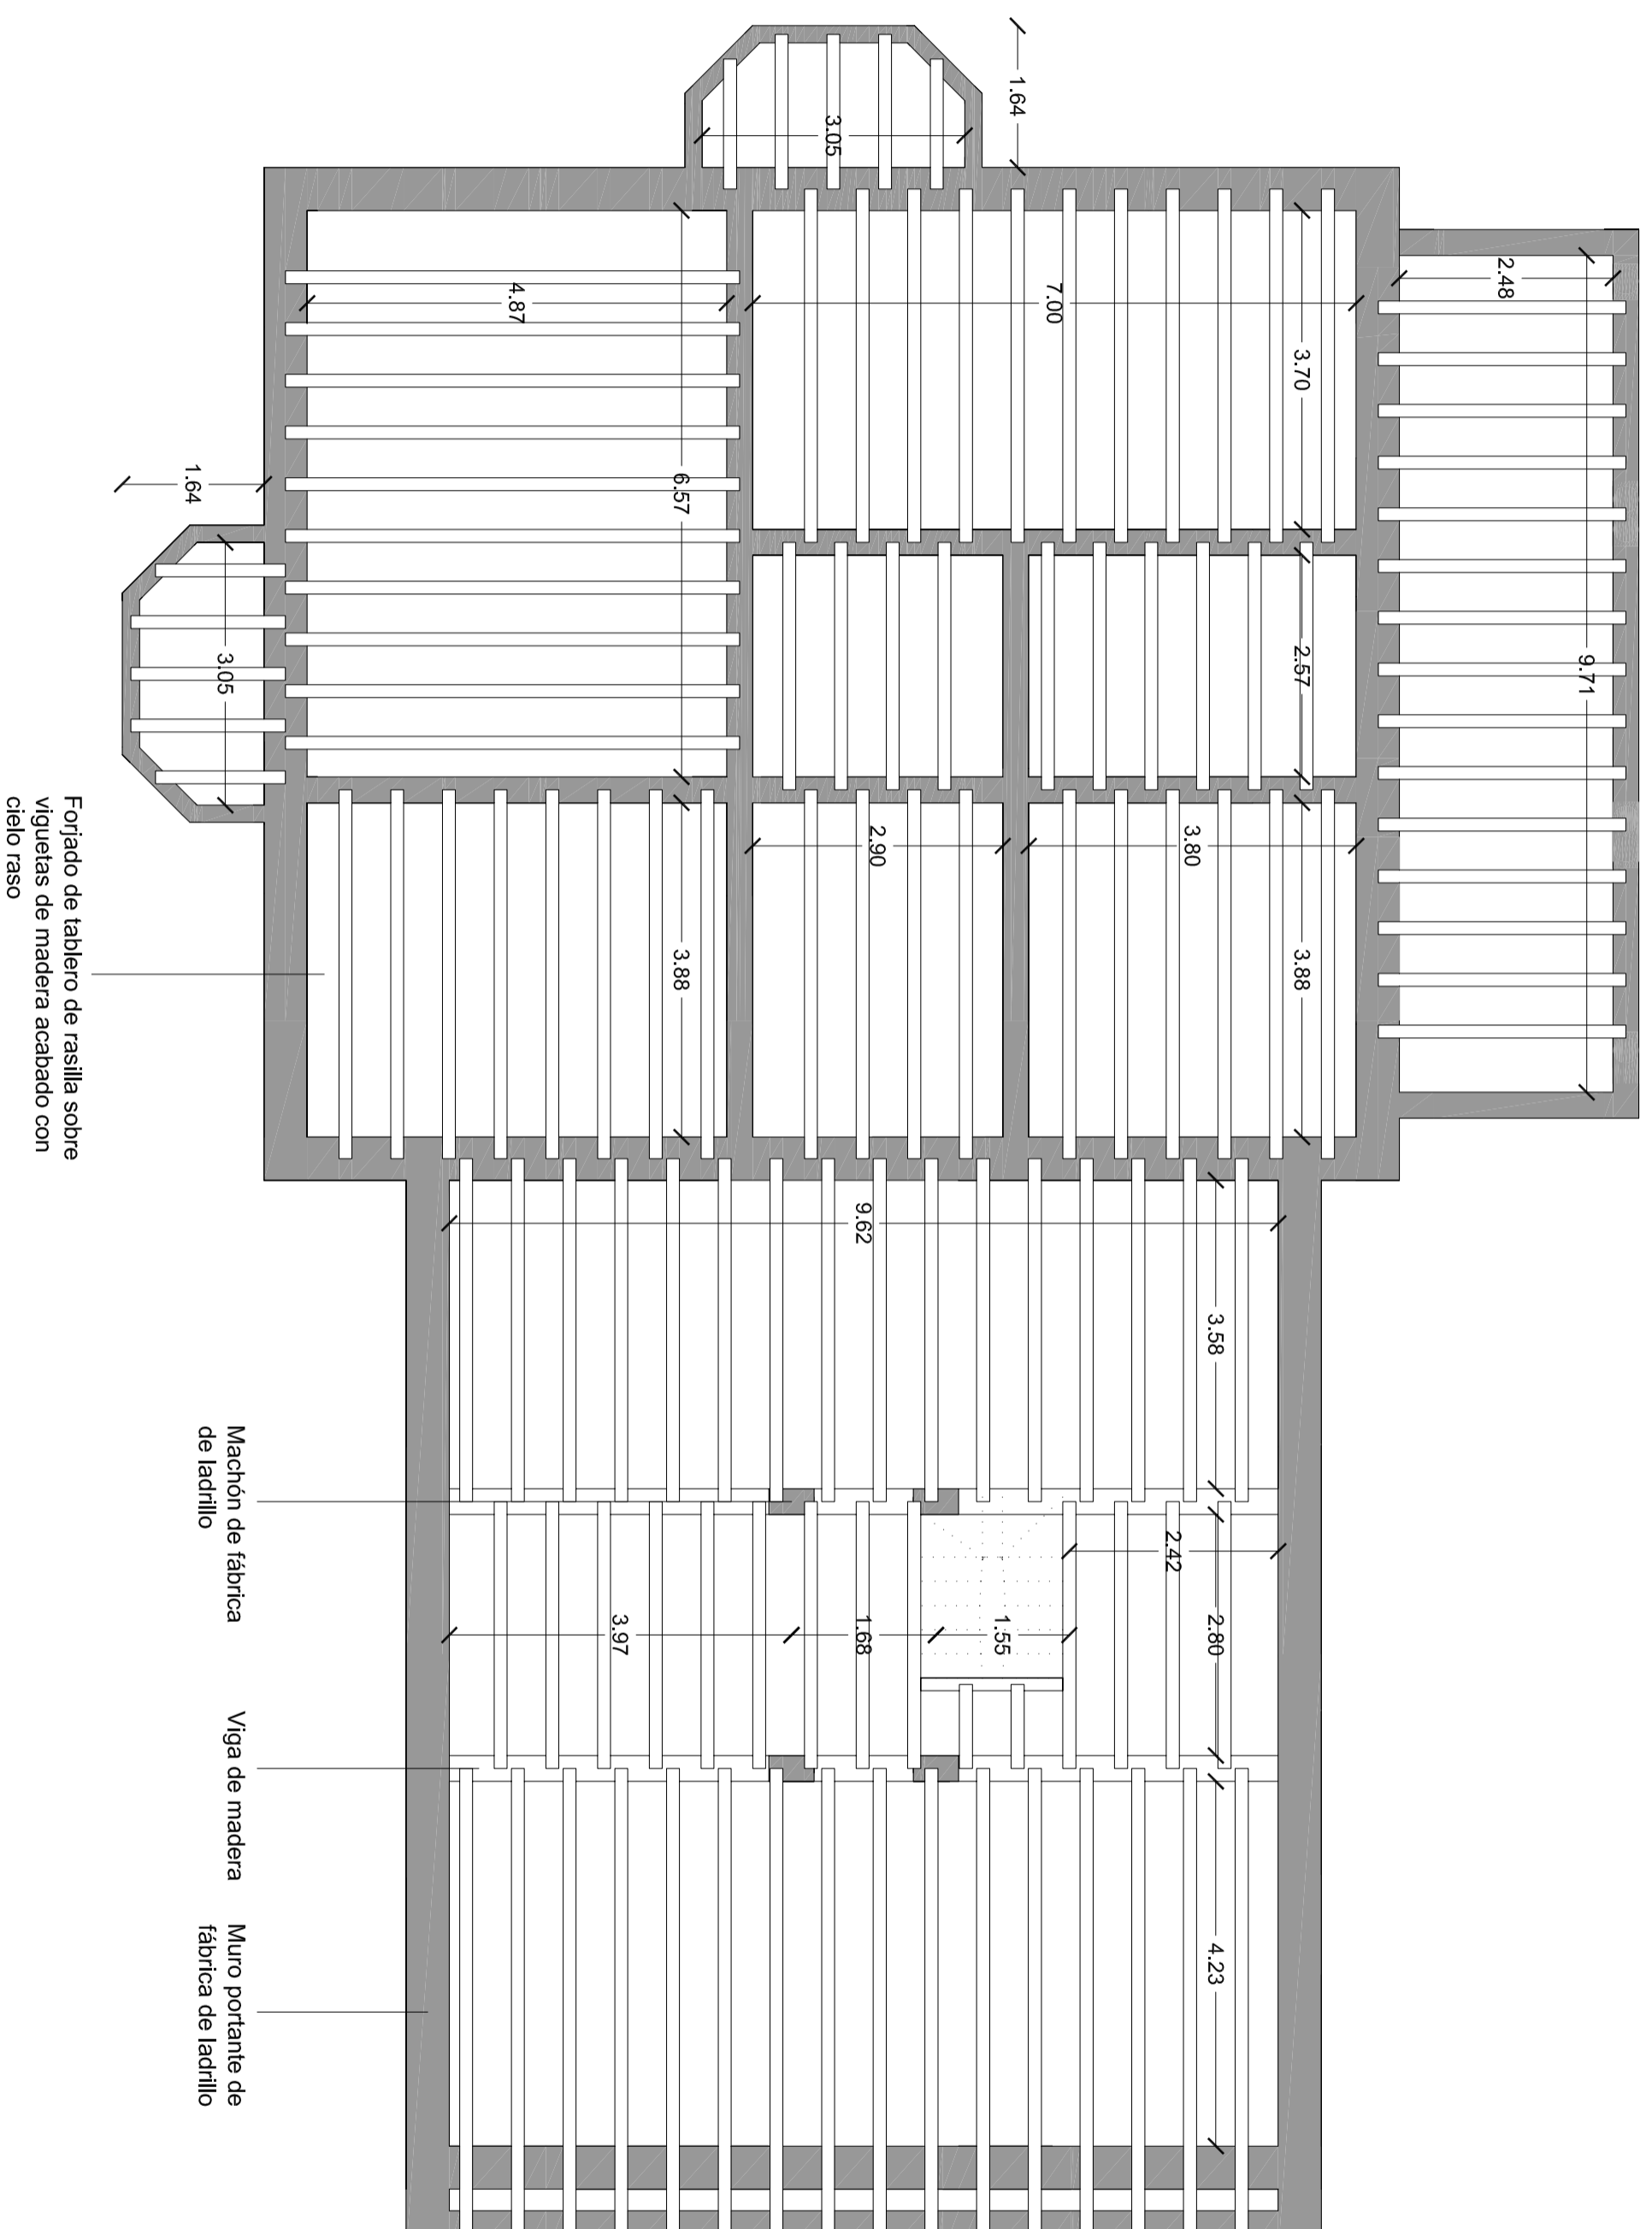 1.64
3.05
2.48
9.71
7.00
3.70
4.87
6.57
1.64
3.05
2.57
2.90
3.80
3.88
3.88
Forjado de tablero de rasilla sobre
viguetas de madera acabado con
cielo raso
9.62
3.58
Machón de fábrica
de ladrillo
2.42
3.97
1.68
1.55
2.80
Viga de madera
4.23
Muro portante de
fábrica de ladrillo